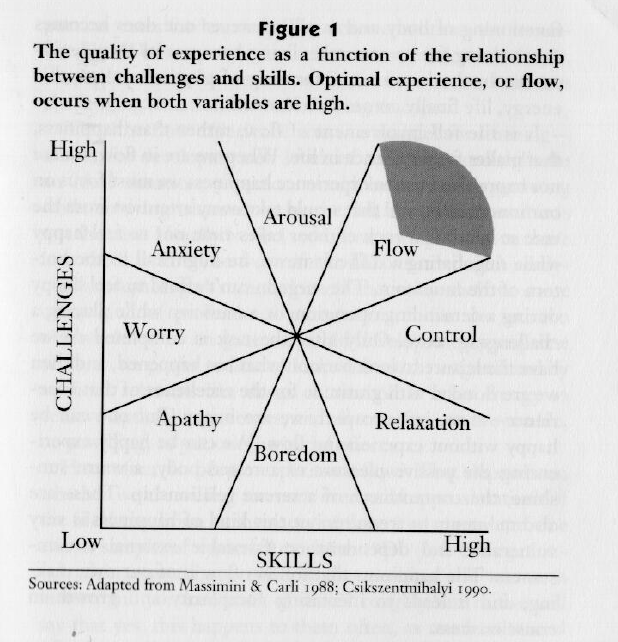 Figure 1
The quality of experience as a function of the relationship
between challenges and skills. Optimal experience, or flow,
occurs when both variables are high.
High
Arousal
Anxiety
Flow
CHALLENGES
Worry
Control
Apathy
Relaxation
Boredom
Low
High
SKILLS
Sources: Adapted from Massimini & Carli 1988; Csikszentmihalyi 1990.